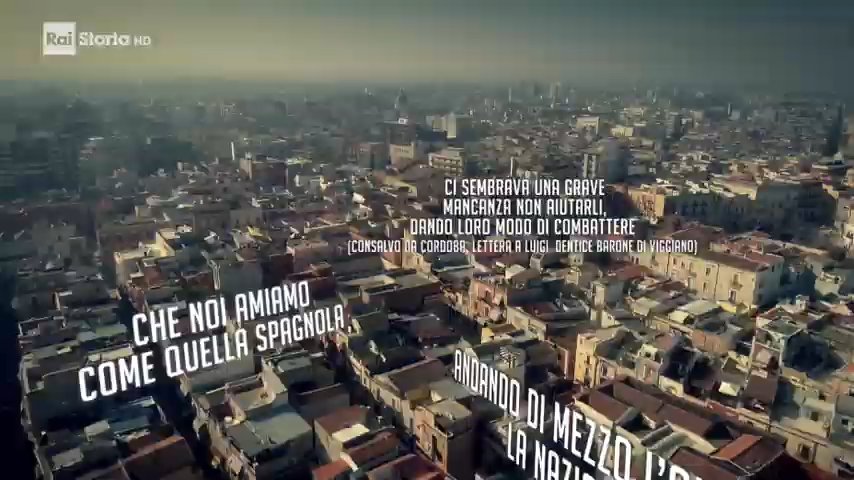 Rai Storia HD
CI SEMBRAVA UNA GRAVE
MANCANZA NON AIUTARLI,
DANDO LORO MODO DI COMBATTERE
(CONSALVO DA CORDOBA, LETTERA A LUIGI DENTICE BARONE DI VIGGIANO)
CHE NOI AMIAMO
COME QUELLA SPAGNOLA,
ANDANDO DI MEZZO
LA